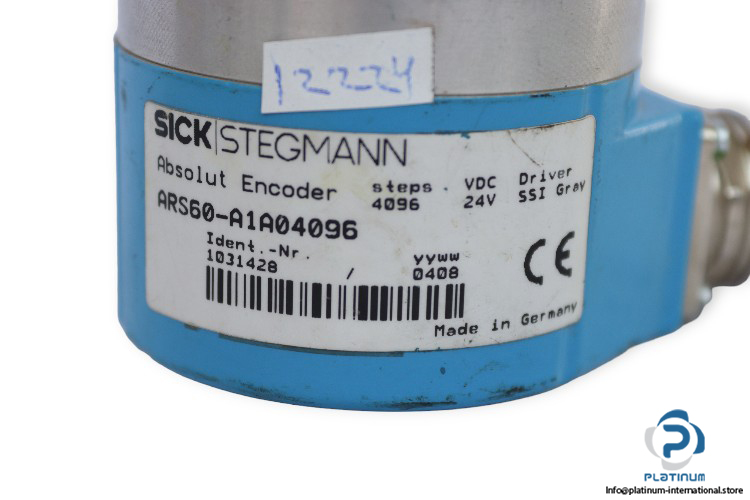 12224
SICK|STEGMANN
Absolut Encoder
steps. VDC Driver
4096 24V SSI Gray
ARS60-A1A04096
Ident.-Nr. yyww
1031428 / 0408
CE
Made in Germany
PLATINUM
Info@platinum-international.store